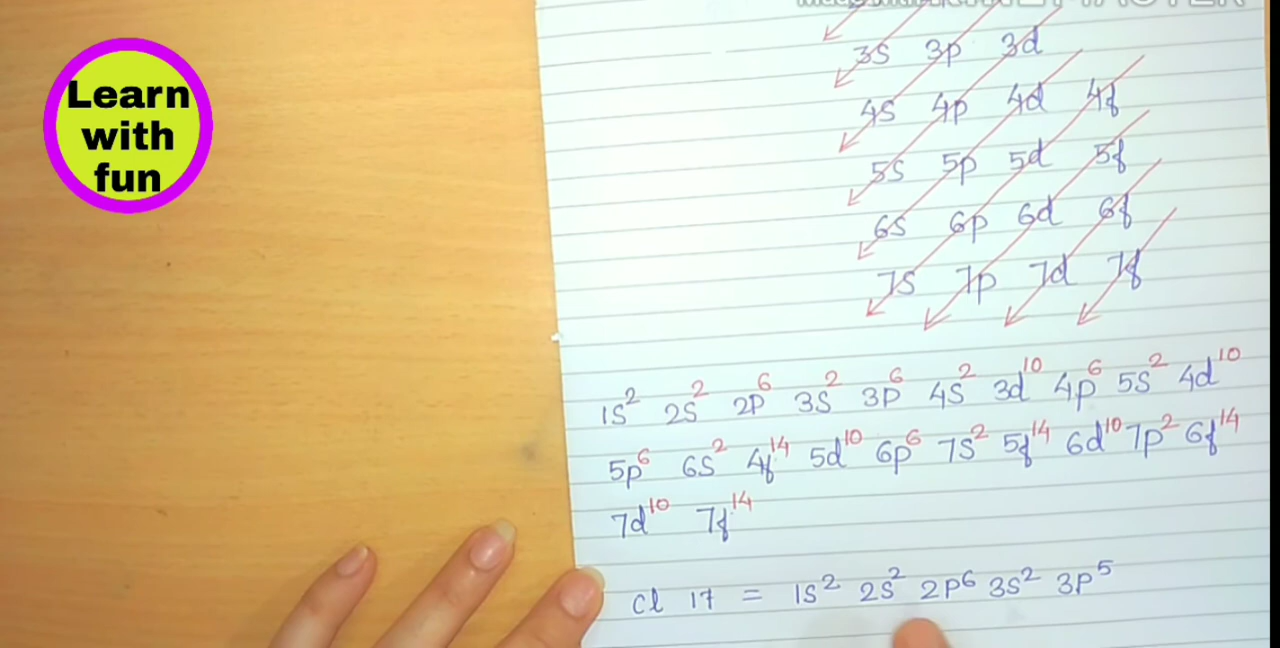 Learn
with
fun
3s 3p 3d
4s 4p 4d 4f
5s 5p 5d 5f
6s 6p 6d 6f
7s 7p 7d 7f
1s² 2s² 2p⁶ 3s² 3p⁶ 4s² 3d¹⁰ 4p⁶ 5s² 4d¹⁰
5p⁶ 6s² 4f¹⁴ 5d¹⁰ 6p⁶ 7s² 5f¹⁴ 6d¹⁰ 7p² 6f¹⁴
7d¹⁰ 7f¹⁴
Cl 17 = 1s² 2s² 2p⁶ 3s² 3p⁵